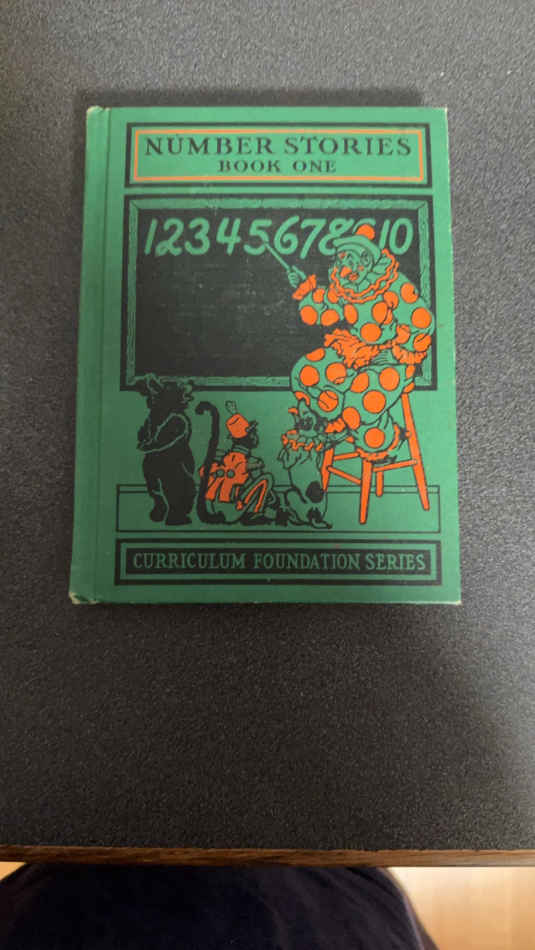 NUMBER STORIES
BOOK ONE
12345678910
CURRICULUM FOUNDATION SERIES